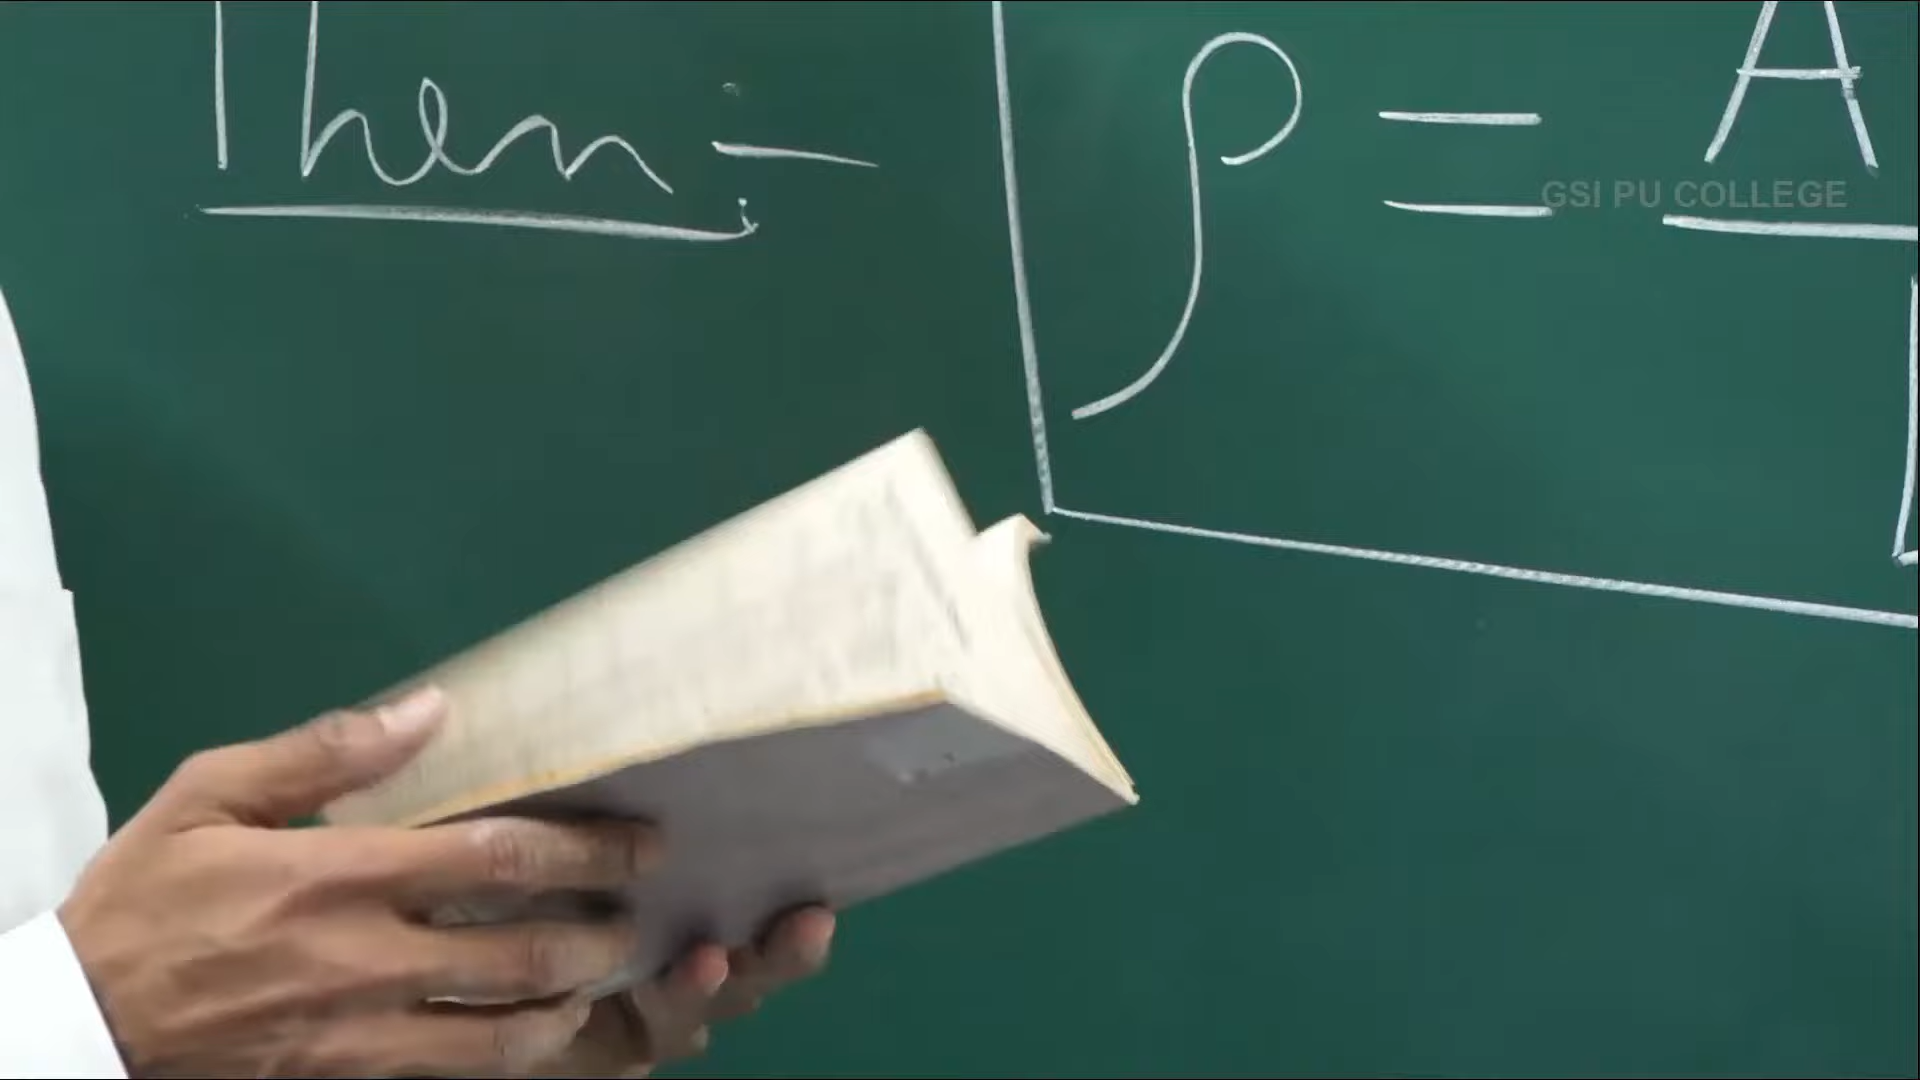 Then :-
ρ = A
GSI PU COLLEGE